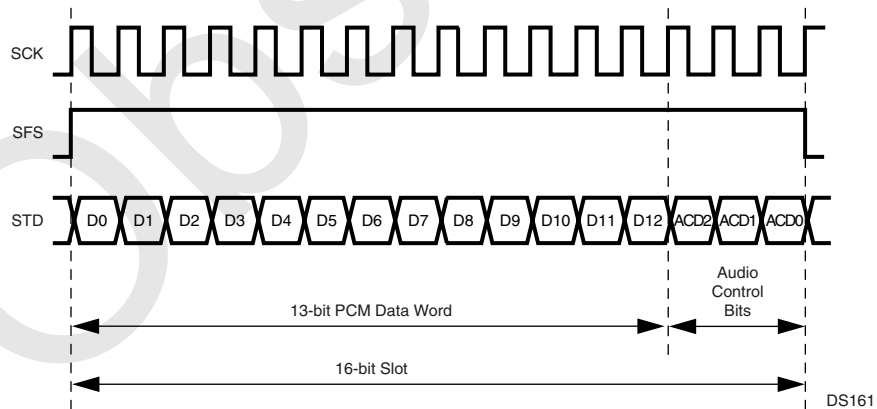 SCK
SFS
STD D0 D1 D2 D3 D4 D5 D6 D7 D8 D9 D10 D11 D12 ACD2 ACD1 ACD0
Audio
Control
Bits
13-bit PCM Data Word
16-bit Slot
DS161